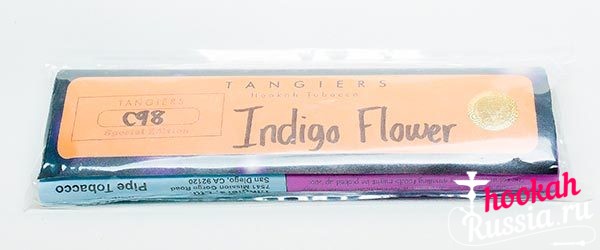 TANGIERS
Hookah Tobacco
TANGIERS
C98
Special Edition
Indigo Flower
Pipe Tobacco
7541 Mission Gorge Road
San Diego, CA 92120
hookah
Russia.ru